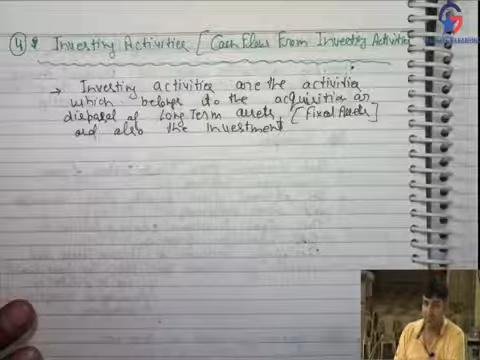 4 Investing Activities [Cash Flows From Investing Activities
→ Investing activities are the activities
which belongs to the acquisition or
disposal of Long Term assets, [Fixed Assets]
and also the investment